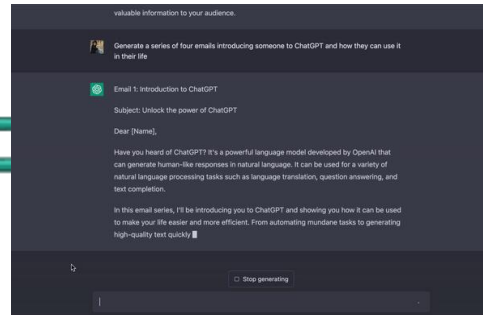 valuable information to your audience.
Generate a series of four emails introducing someone to ChatGPT and how they can use it
in their life
Email 1: Introduction to ChatGPT
Subject: Unlock the power of ChatGPT
Dear [Name],
Have you heard of ChatGPT? It's a powerful language model developed by OpenAI that
can generate human-like responses in natural language. It can be used for a variety of
natural language processing tasks such as language translation, question answering, and
text completion.
In this email series, I'll be introducing you to ChatGPT and showing you how it can be used
to make your life easier and more efficient. From automating mundane tasks to generating
high-quality text quickly
Stop generating